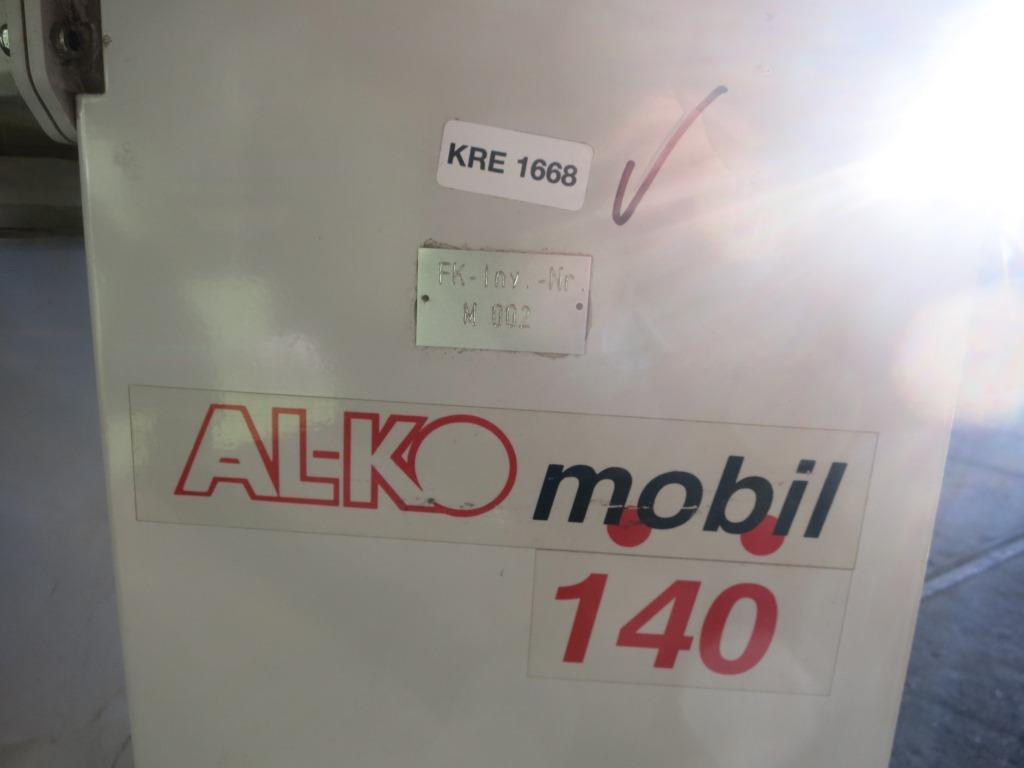 KRE 1668
FK-Inv.-Nr.
M 002
AL-KO mobil
140